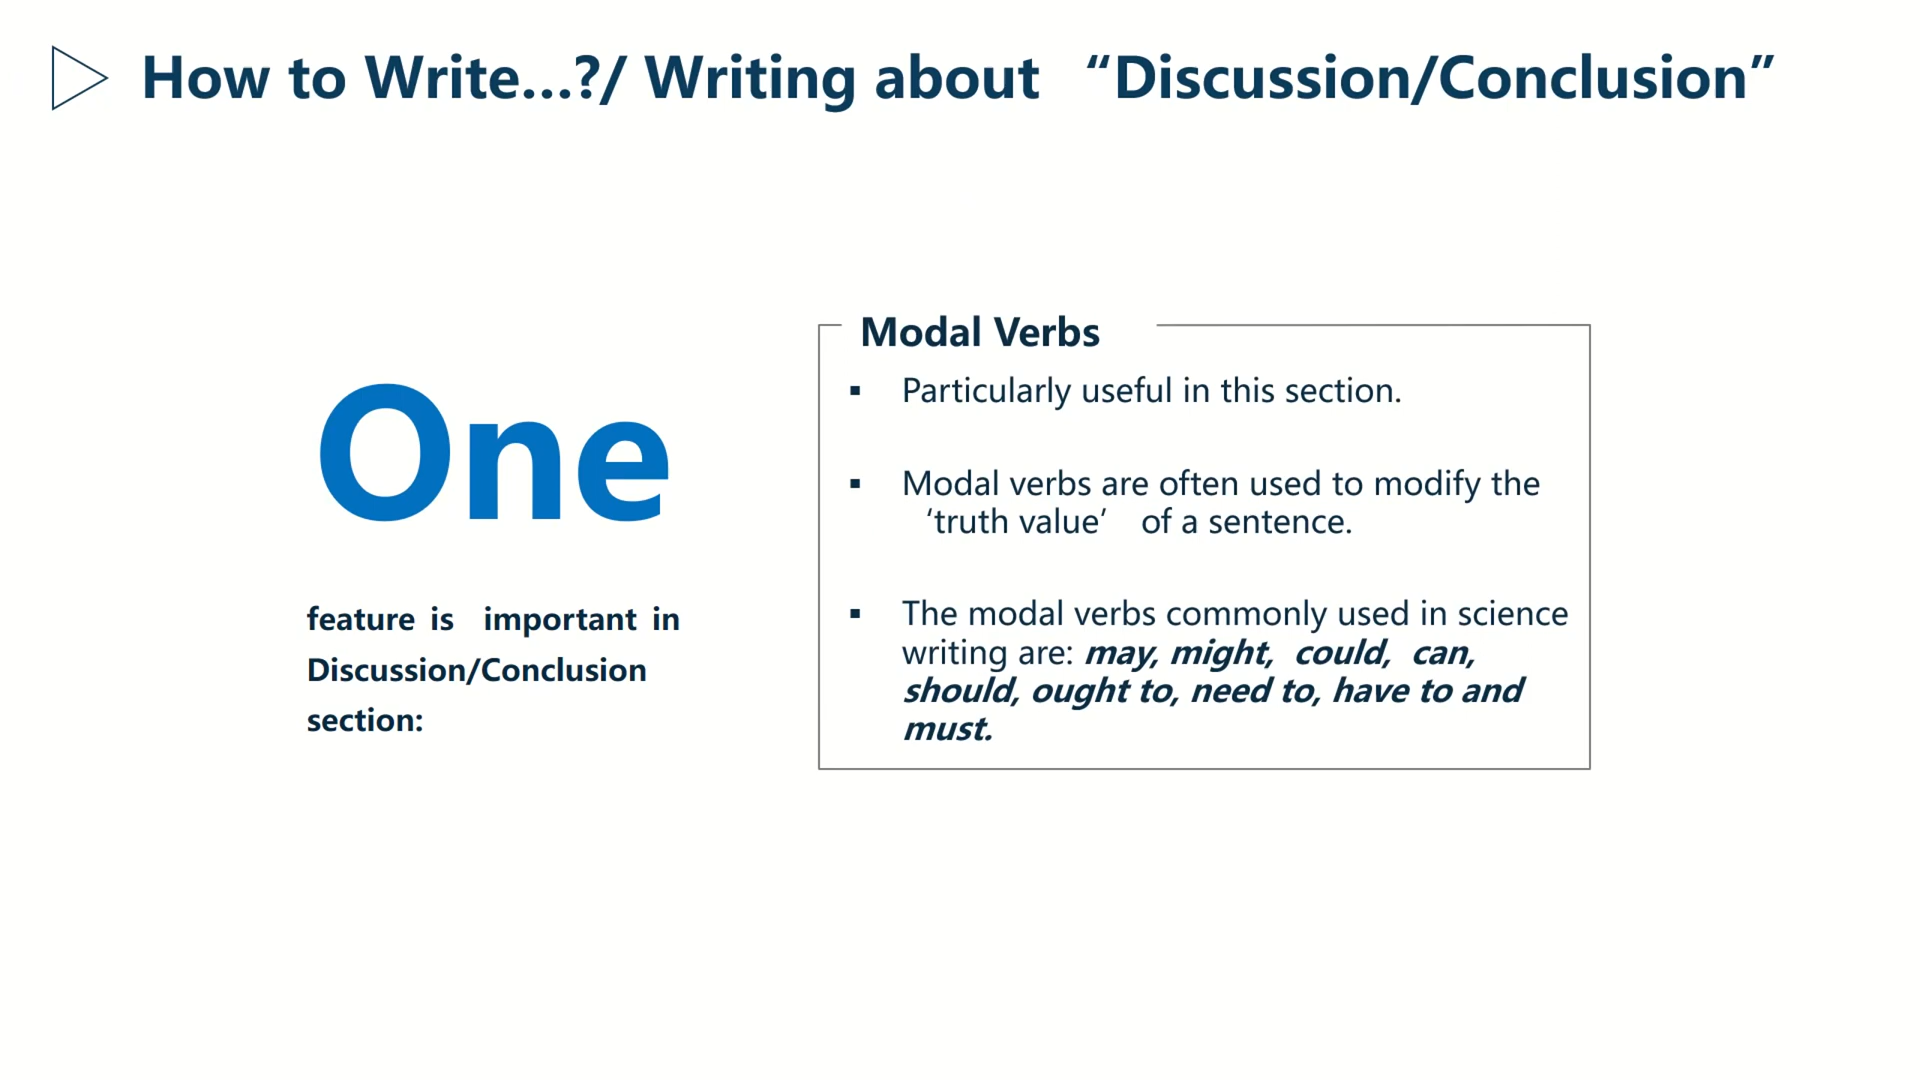 How to Write...?/ Writing about “Discussion/Conclusion”
One
feature is important in
Discussion/Conclusion
section:
Modal Verbs
▪ Particularly useful in this section.
▪ Modal verbs are often used to modify the
‘truth value’ of a sentence.
▪ The modal verbs commonly used in science
writing are: may, might, could, can,
should, ought to, need to, have to and
must.